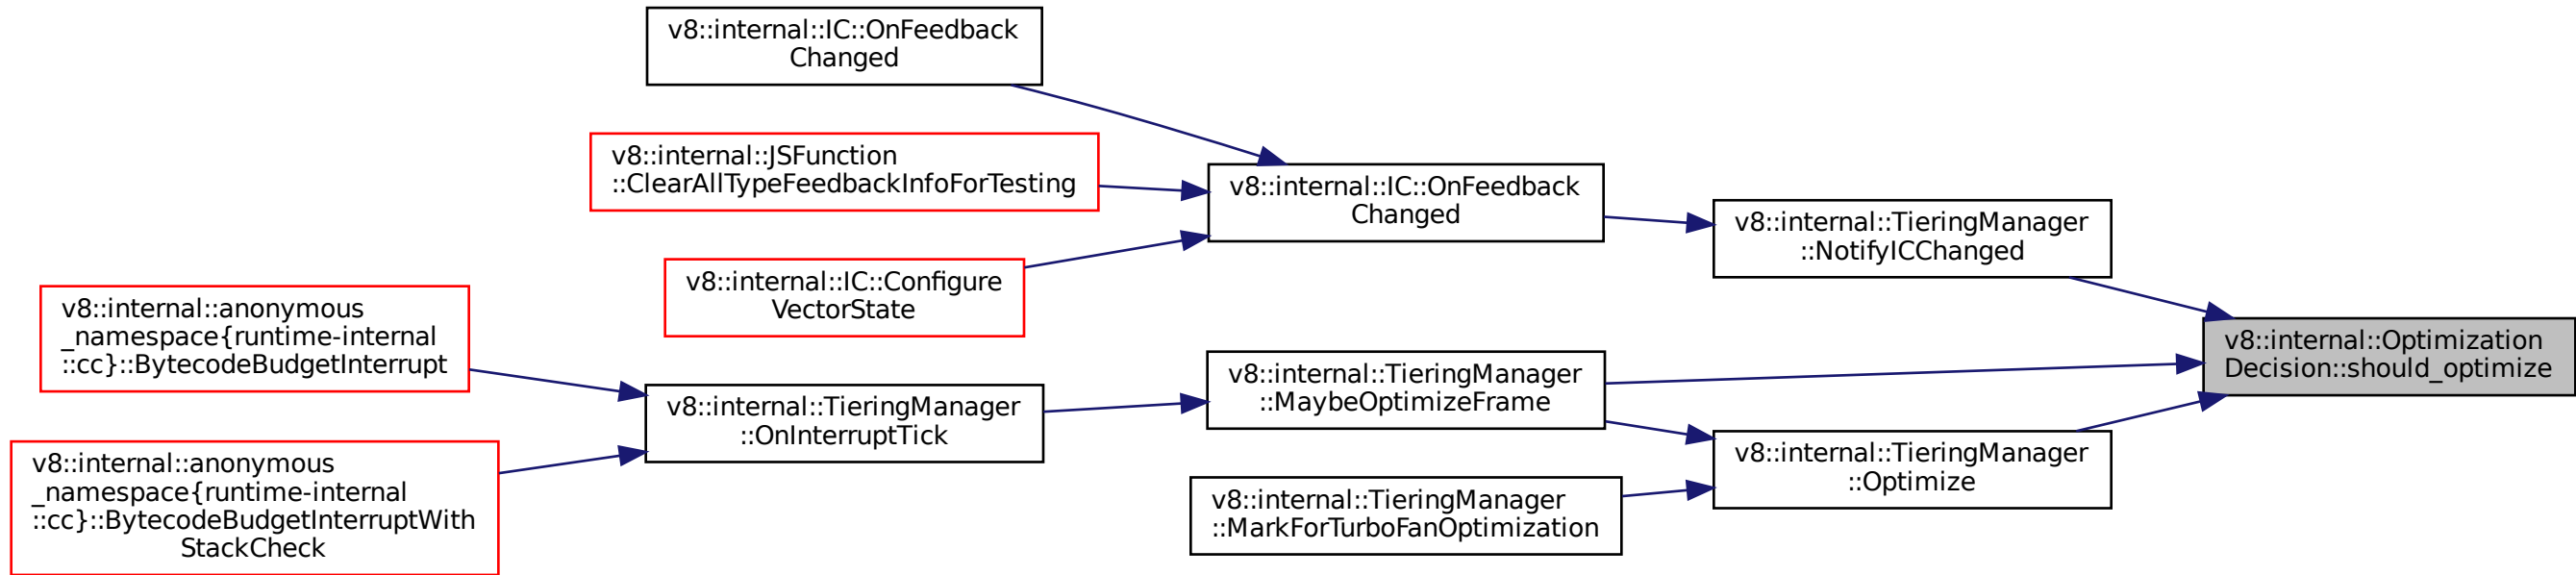 v8::internal::IC::OnFeedback
Changed
v8::internal::JSFunction
::ClearAllTypeFeedbackInfoForTesting
v8::internal::IC::Configure
VectorState
v8::internal::anonymous
_namespace{runtime-internal
::cc}::BytecodeBudgetInterrupt
v8::internal::anonymous
_namespace{runtime-internal
::cc}::BytecodeBudgetInterruptWith
StackCheck
v8::internal::TieringManager
::OnInterruptTick
v8::internal::IC::OnFeedback
Changed
v8::internal::TieringManager
::MaybeOptimizeFrame
v8::internal::TieringManager
::MarkForTurboFanOptimization
v8::internal::TieringManager
::NotifyICChanged
v8::internal::TieringManager
::Optimize
v8::internal::Optimization
Decision::should_optimize